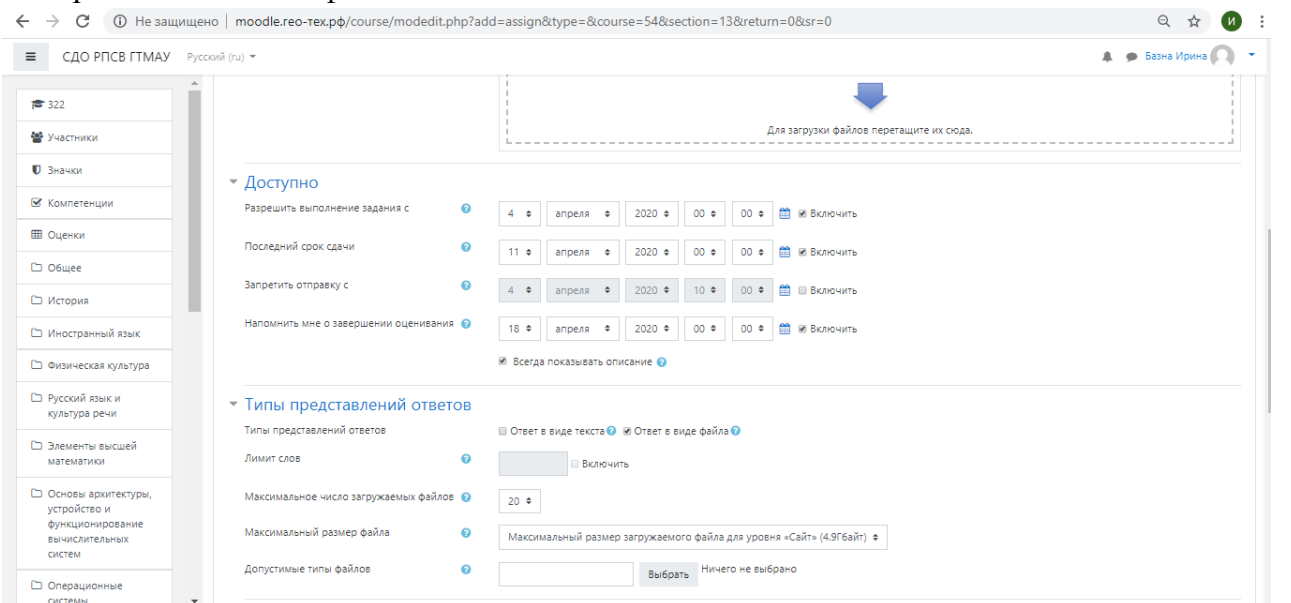 Не защищено | moodle.гео-тех.рф/course/modedit.php?add=assign&type=&course=54&section=13&return=0&sr=0
И
СДО РПСВ ГТМАУ Русский (ru)
Базна Ирина
322
Участники
Значки
Компетенции
Оценки
Общее
История
Иностранный язык
Физическая культура
Русский язык и
культура речи
Элементы высшей
математики
Основы архитектуры,
устройство и
функционирование
вычислительных
систем
Операционные
системы
Для загрузки файлов перетащите их сюда.
Доступно
Разрешить выполнение задания с 4 апреля 2020 00 00 Включить
Последний срок сдачи 11 апреля 2020 00 00 Включить
Запретить отправку с 4 апреля 2020 10 00 Включить
Напомнить мне о завершении оценивания 18 апреля 2020 00 00 Включить
Всегда показывать описание
Типы представлений ответов
Типы представлений ответов Ответ в виде текста Ответ в виде файла
Лимит слов Включить
Максимальное число загружаемых файлов 20
Максимальный размер файла Максимальный размер загружаемого файла для уровня «Сайт» (4.9Гбайт)
Допустимые типы файлов Выбрать Ничего не выбрано